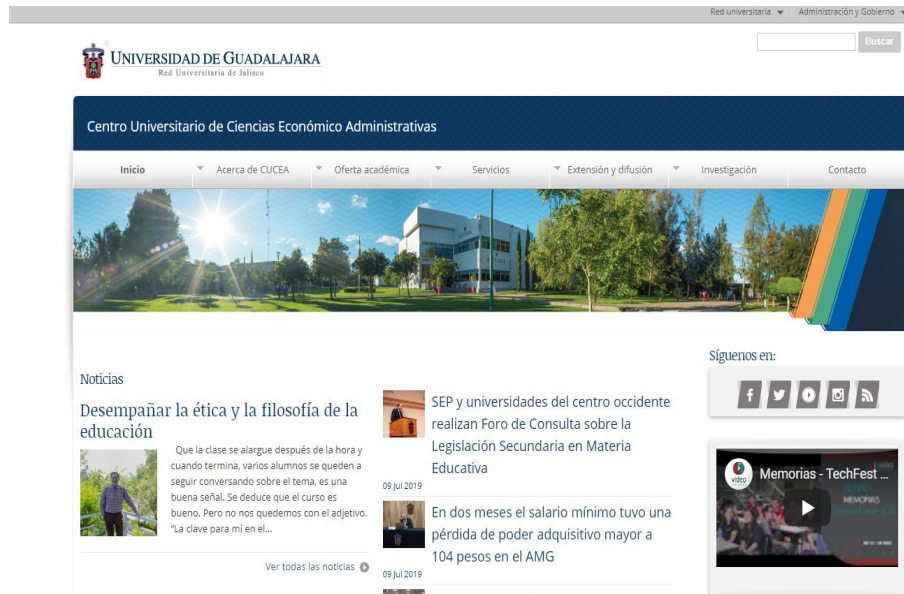 Red universitaria
Administración y Gobierno
Buscar
UNIVERSIDAD DE GUADALAJARA
Red Universitaria de Jalisco
Centro Universitario de Ciencias Económico Administrativas
Inicio
Acerca de CUCEA
Oferta académica
Servicios
Extensión y difusión
Investigación
Contacto
Noticias
Desempañar la ética y la filosofía de la
educación
Que la clase se alargue después de la hora y
cuando termina, varios alumnos se queden a
seguir conversando sobre el tema, es una
buena señal. Se deduce que el curso es
bueno. Pero no nos quedemos con el adjetivo.
“La clave para mí en el...
Ver todas las noticias
SEP y universidades del centro occidente
realizan Foro de Consulta sobre la
Legislación Secundaria en Materia
Educativa
09 Jul 2019
En dos meses el salario mínimo tuvo una
pérdida de poder adquisitivo mayor a
104 pesos en el AMG
09 Jul 2019
Síguenos en:
Memorias - TechFest ...
video
MEMORIAS